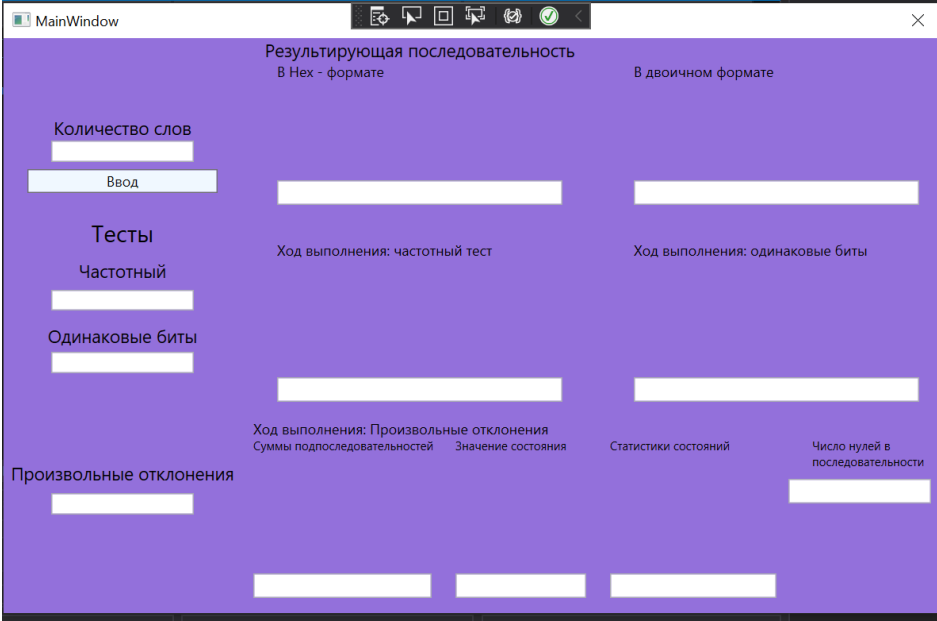 MainWindow
Результирующая последовательность
В Hex - формате
В двоичном формате
Количество слов
Ввод
Тесты
Ход выполнения: частотный тест
Ход выполнения: одинаковые биты
Частотный
Одинаковые биты
Ход выполнения: Произвольные отклонения
Суммы подпоследовательностей
Значение состояния
Статистики состояний
Число нулей в
последовательности
Произвольные отклонения